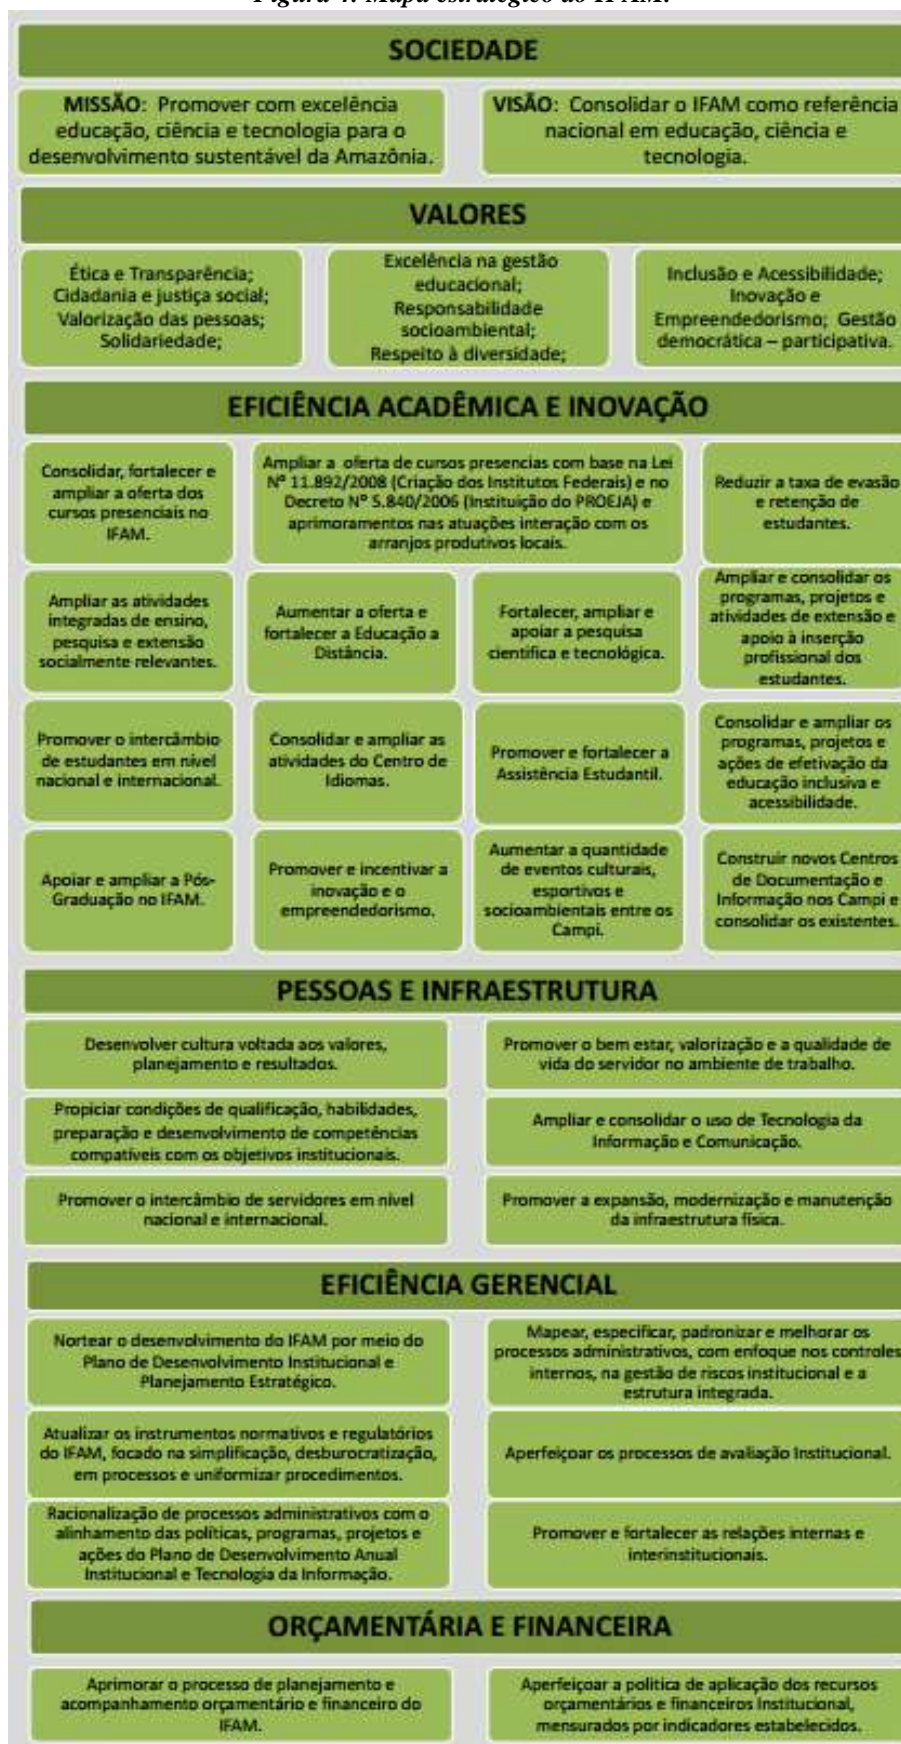 Figura 4. Mapa estratégico do IFAM.
SOCIEDADE
MISSÃO: Promover com excelência
educação, ciência e tecnologia para o
desenvolvimento sustentável da Amazônia.
VISÃO: Consolidar o IFAM como referência
nacional em educação, ciência e
tecnologia.
VALORES
Ética e Transparência;
Cidadania e justiça social;
Valorização das pessoas;
Solidariedade;
Excelência na gestão
educacional;
Responsabilidade
socioambiental;
Respeito à diversidade;
Inclusão e Acessibilidade;
Inovação e
Empreendedorismo; Gestão
democrática – participativa.
EFICIÊNCIA ACADÊMICA E INOVAÇÃO
Consolidar, fortalecer e
ampliar a oferta dos
cursos presenciais no
IFAM.
Ampliar a oferta de cursos presencias com base na Lei
Nº 11.892/2008 (Criação dos Institutos Federais) e no
Decreto Nº 5.840/2006 (Instituição do PROEJA) e
aprimoramentos nas atuações interação com os
arranjos produtivos locais.
Reduzir a taxa de evasão
e retenção de
estudantes.
Ampliar as atividades
integradas de ensino,
pesquisa e extensão
socialmente relevantes.
Aumentar a oferta e
fortalecer a Educação a
Distância.
Fortalecer, ampliar e
apoiar a pesquisa
científica e tecnológica.
Ampliar e consolidar os
programas, projetos e
atividades de extensão e
apoio à inserção
profissional dos
estudantes.
Promover o intercâmbio
de estudantes em nível
nacional e internacional.
Consolidar e ampliar as
atividades do Centro de
Idiomas.
Promover e fortalecer a
Assistência Estudantil.
Consolidar e ampliar os
programas, projetos e
ações de efetivação da
educação inclusiva e
acessibilidade.
Apoiar e ampliar a Pós-
Graduação no IFAM.
Promover e incentivar a
inovação e o
empreendedorismo.
Aumentar a quantidade
de eventos culturais,
esportivos e
socioambientais entre os
Campi.
Construir novos Centros
de Documentação e
Informação nos Campi e
consolidar os existentes.
PESSOAS E INFRAESTRUTURA
Desenvolver cultura voltada aos valores,
planejamento e resultados.
Promover o bem estar, valorização e a qualidade de
vida do servidor no ambiente de trabalho.
Propiciar condições de qualificação, habilidades,
preparação e desenvolvimento de competências
compatíveis com os objetivos institucionais.
Ampliar e consolidar o uso de Tecnologia da
Informação e Comunicação.
Promover o intercâmbio de servidores em nível
nacional e internacional.
Promover a expansão, modernização e manutenção
da infraestrutura física.
EFICIÊNCIA GERENCIAL
Nortear o desenvolvimento do IFAM por meio do
Plano de Desenvolvimento Institucional e
Planejamento Estratégico.
Mapear, especificar, padronizar e melhorar os
processos administrativos, com enfoque nos controles
internos, na gestão de riscos institucional e a
estrutura integrada.
Atualizar os instrumentos normativos e regulatórios
do IFAM, focado na simplificação, desburocratização,
em processos e uniformizar procedimentos.
Aperfeiçoar os processos de avaliação Institucional.
Racionalização de processos administrativos com o
alinhamento das políticas, programas, projetos e
ações do Plano de Desenvolvimento Anual
Institucional e Tecnologia da Informação.
Promover e fortalecer as relações internas e
interinstitucionais.
ORÇAMENTÁRIA E FINANCEIRA
Aprimorar o processo de planejamento e
acompanhamento orçamentário e financeiro do
IFAM.
Aperfeiçoar a política de aplicação dos recursos
orçamentários e financeiros Institucional,
mensurados por indicadores estabelecidos.